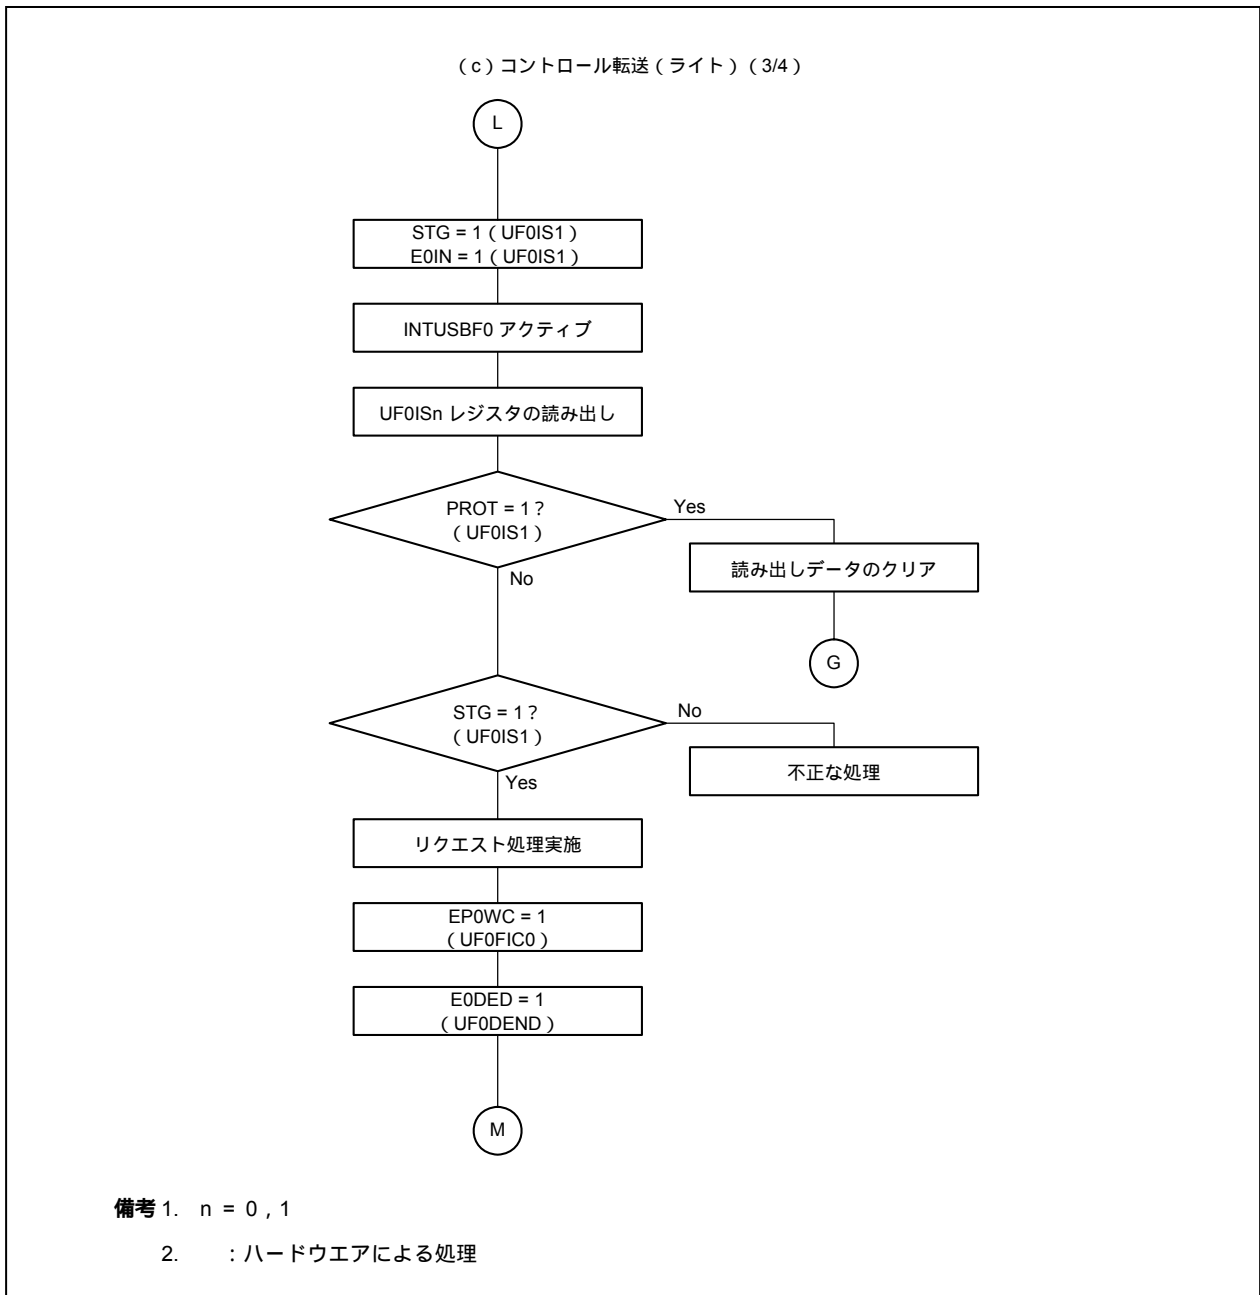 （c）コントロール転送（ライト）（3/4）
L
STG = 1（UF0IS1）
E0IN = 1（UF0IS1）
INTUSBF0 アクティブ
UF0ISn レジスタの読み出し
PROT = 1?
（UF0IS1）
Yes
読み出しデータのクリア
No
G
STG = 1?
（UF0IS1）
No
不正な処理
Yes
リクエスト処理実施
EP0WC = 1
（UF0FIC0）
E0DED = 1
（UF0DEND）
M
備考 1. n = 0，1
2. ：ハードウエアによる処理